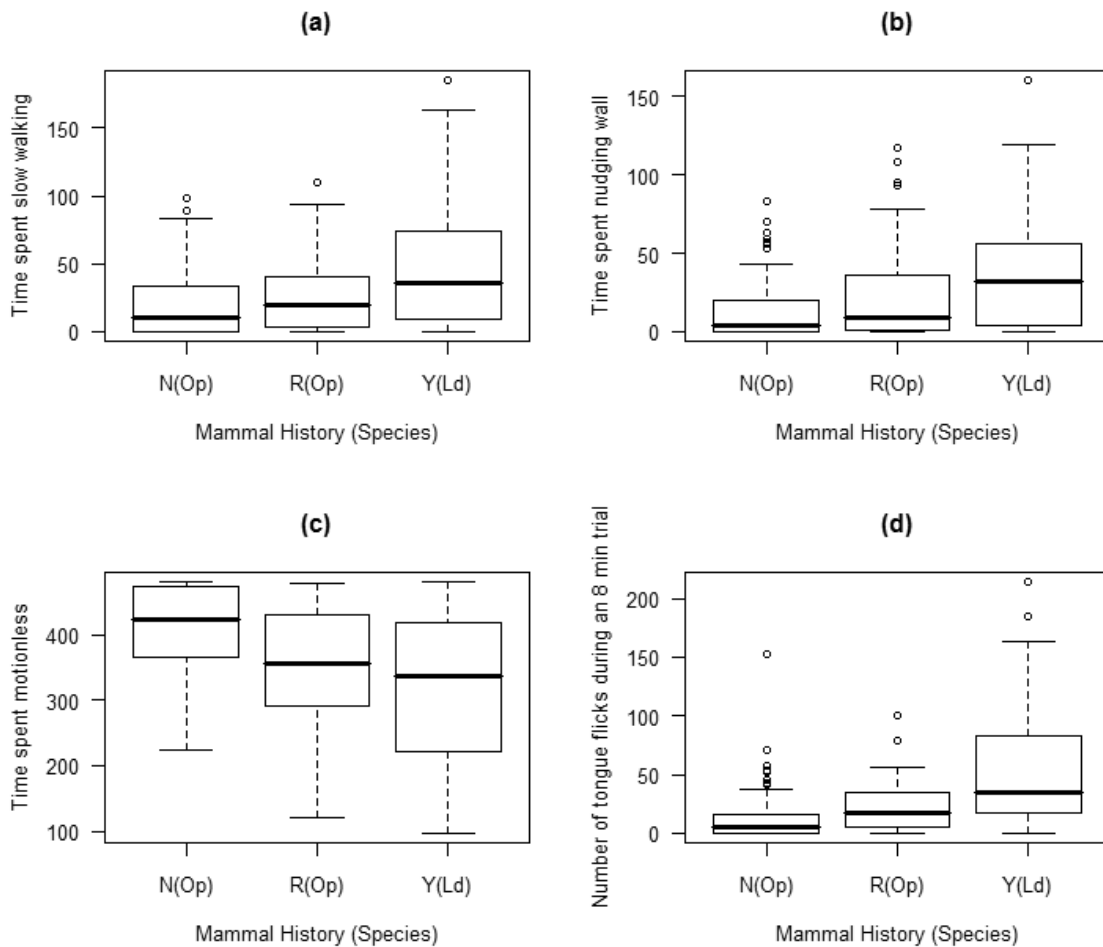 (a)
Time spent slow walking
150
100
50
0
N(Op) R(Op) Y(Ld)
Mammal History (Species)
(b)
Time spent nudging wall
150
100
50
0
N(Op) R(Op) Y(Ld)
Mammal History (Species)
(c)
Time spent motionless
400
300
200
100
N(Op) R(Op) Y(Ld)
Mammal History (Species)
(d)
Number of tongue flicks during an 8 min trial
200
150
100
50
0
N(Op) R(Op) Y(Ld)
Mammal History (Species)